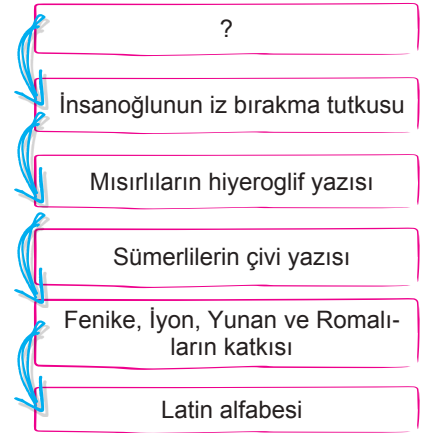 ?
İnsanoğlunun iz bırakma tutkusu
Mısırlıların hiyeroglif yazısı
Sümerlilerin çivi yazısı
Fenike, İyon, Yunan ve Romalı-
ların katkısı
Latin alfabesi